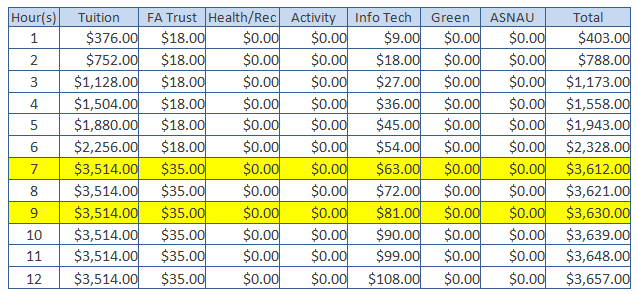 Hour(s) Tuition FA Trust Health/Rec Activity Info Tech Green ASNAU Total
1 $376.00 $18.00 $0.00 $0.00 $9.00 $0.00 $0.00 $403.00
2 $752.00 $18.00 $0.00 $0.00 $18.00 $0.00 $0.00 $788.00
3 $1,128.00 $18.00 $0.00 $0.00 $27.00 $0.00 $0.00 $1,173.00
4 $1,504.00 $18.00 $0.00 $0.00 $36.00 $0.00 $0.00 $1,558.00
5 $1,880.00 $18.00 $0.00 $0.00 $45.00 $0.00 $0.00 $1,943.00
6 $2,256.00 $18.00 $0.00 $0.00 $54.00 $0.00 $0.00 $2,328.00
7 $3,514.00 $35.00 $0.00 $0.00 $63.00 $0.00 $0.00 $3,612.00
8 $3,514.00 $35.00 $0.00 $0.00 $72.00 $0.00 $0.00 $3,621.00
9 $3,514.00 $35.00 $0.00 $0.00 $81.00 $0.00 $0.00 $3,630.00
10 $3,514.00 $35.00 $0.00 $0.00 $90.00 $0.00 $0.00 $3,639.00
11 $3,514.00 $35.00 $0.00 $0.00 $99.00 $0.00 $0.00 $3,648.00
12 $3,514.00 $35.00 $0.00 $0.00 $108.00 $0.00 $0.00 $3,657.00